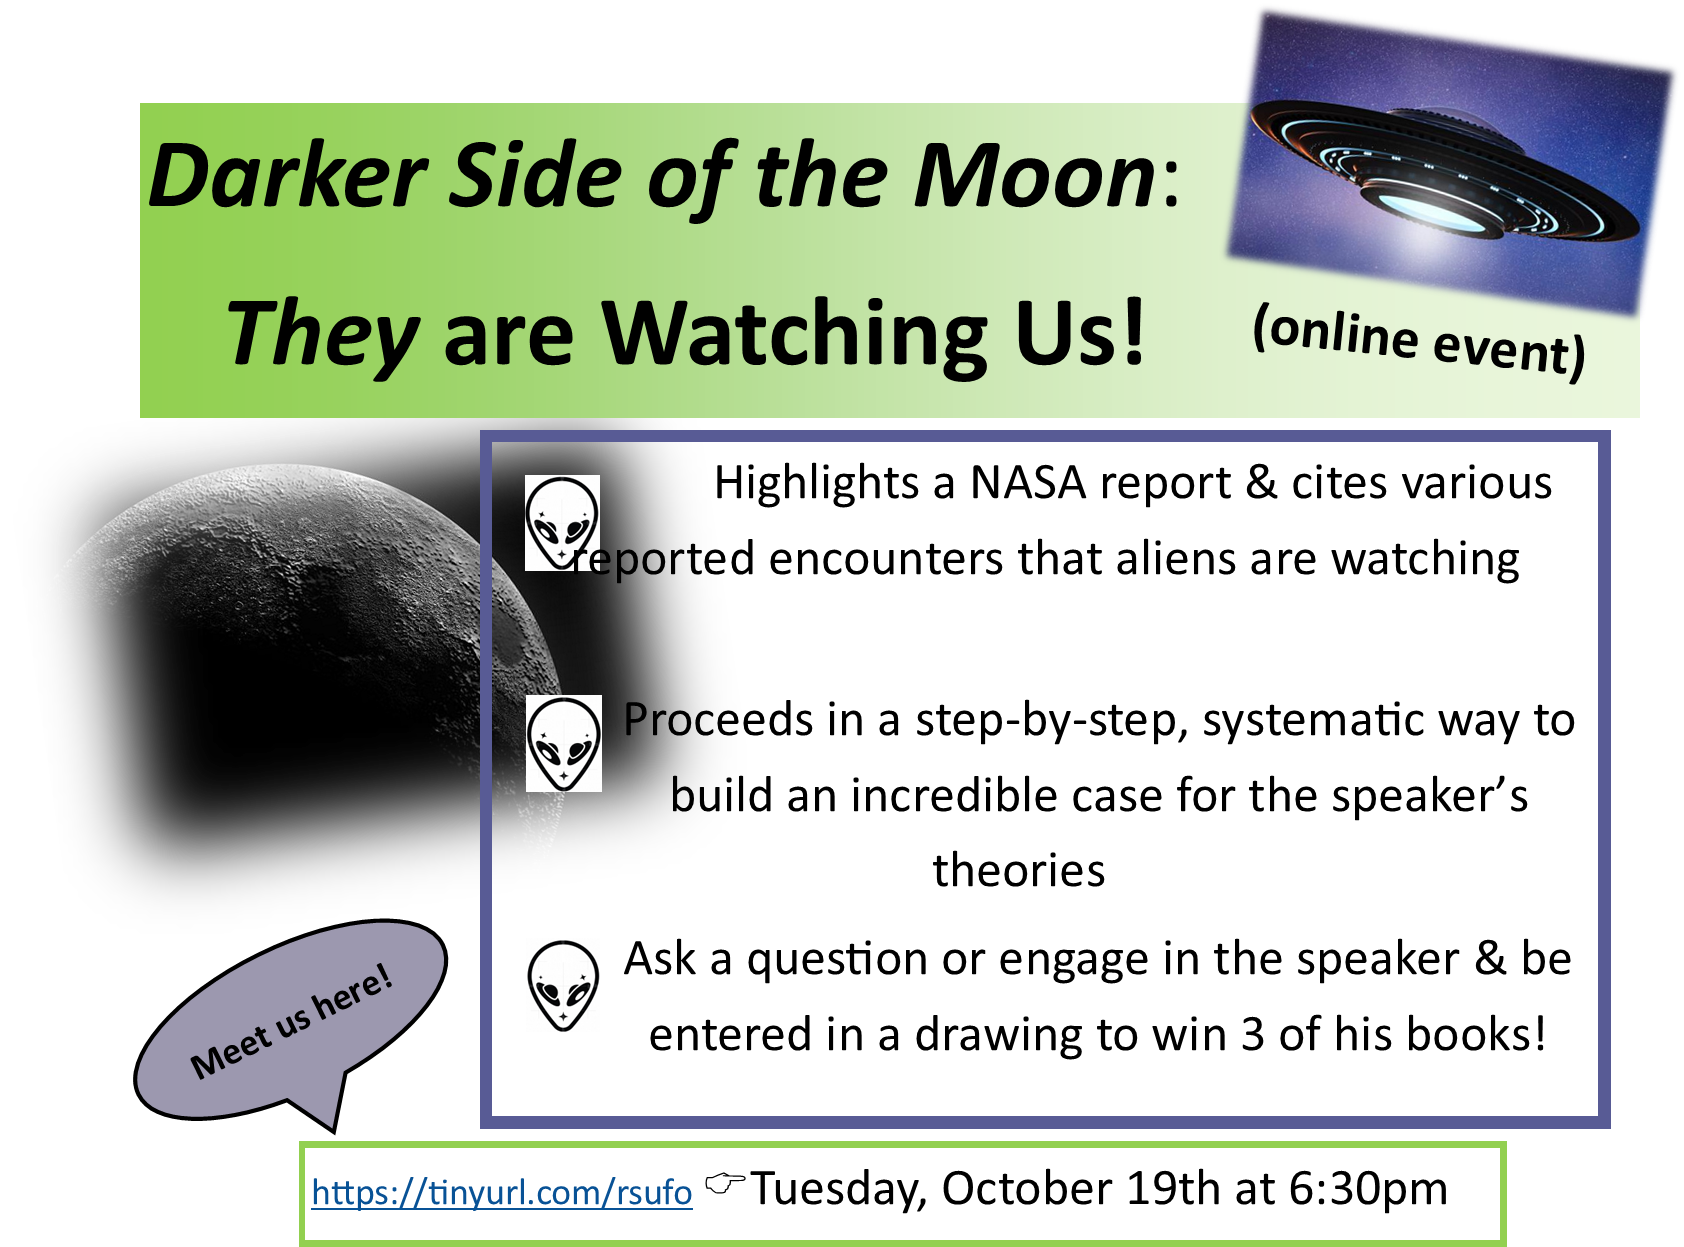 Darker Side of the Moon:
They are Watching Us!
(online event)
Highlights a NASA report & cites various
reported encounters that aliens are watching
Proceeds in a step-by-step, systematic way to
build an incredible case for the speaker’s
theories
Ask a question or engage in the speaker & be
entered in a drawing to win 3 of his books!
Meet us here!
https://tinyurl.com/rsufo ☞Tuesday, October 19th at 6:30pm